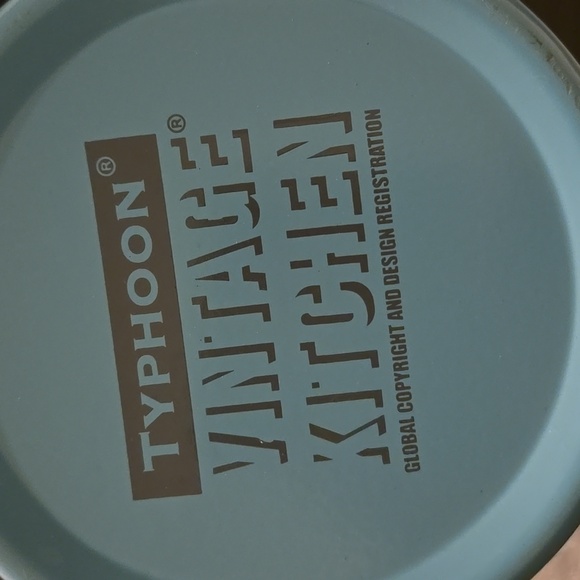 TYPHOON®
VINTAGE®
KITCHEN
GLOBAL COPYRIGHT AND DESIGN REGISTRATION